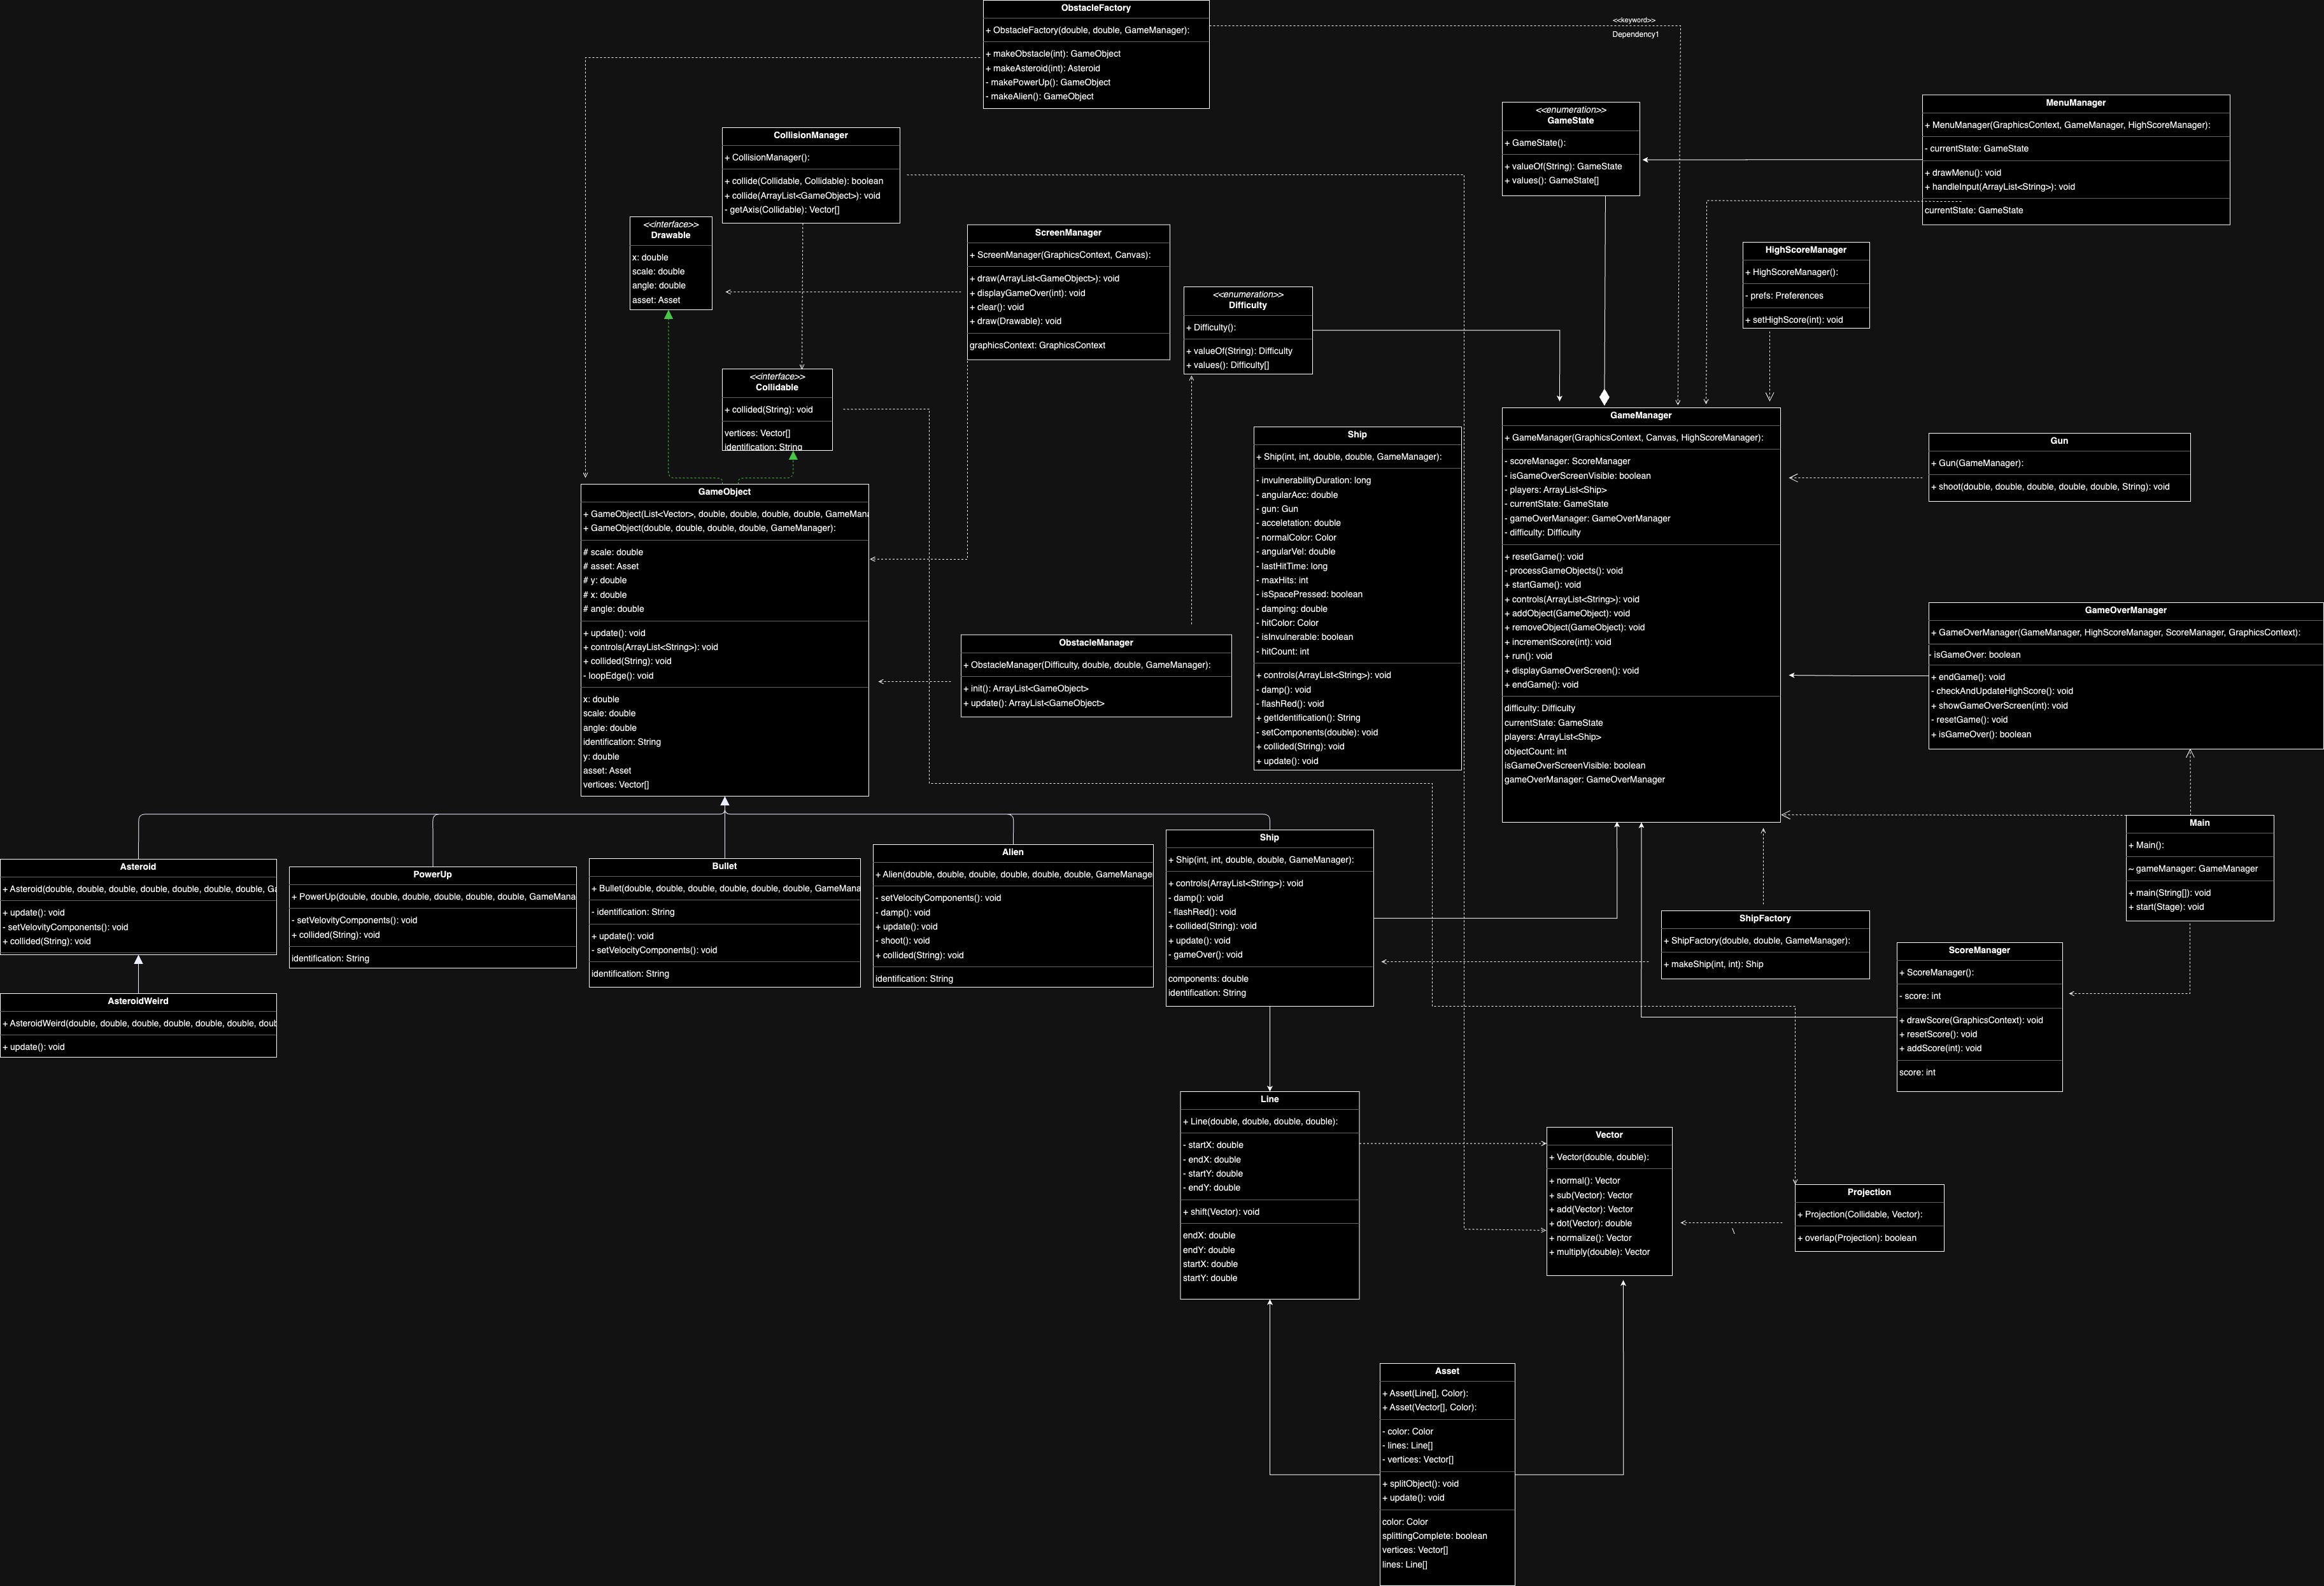 ObstacleFactory
+ ObstacleFactory(double, double, GameManager):
+ makeObstacle(int): GameObject
+ makeAsteroid(int): Asteroid
- makePowerUp(): GameObject
- makeAlien(): GameObject
<<keyword>>
Dependency1
CollisionManager
+ CollisionManager():
+ collide(Collidable, Collidable): boolean
+ collide(ArrayList<GameObject>): void
- getAxis(Collidable): Vector[]
<<enumeration>>
GameState
+ GameState():
+ valueOf(String): GameState
+ values(): GameState[]
MenuManager
+ MenuManager(GraphicsContext, GameManager, HighScoreManager):
- currentState: GameState
+ drawMenu(): void
+ handleInput(ArrayList<String>): void
currentState: GameState
<<interface>>
Drawable
x: double
scale: double
angle: double
asset: Asset
ScreenManager
+ ScreenManager(GraphicsContext, Canvas):
+ draw(ArrayList<GameObject>): void
+ displayGameOver(int): void
+ clear(): void
+ draw(Drawable): void
graphicsContext: GraphicsContext
HighScoreManager
+ HighScoreManager():
- prefs: Preferences
+ setHighScore(int): void
<<enumeration>>
Difficulty
+ Difficulty():
+ valueOf(String): Difficulty
+ values(): Difficulty[]
<<interface>>
Collidable
+ collided(String): void
vertices: Vector[]
identification: String
GameManager
+ GameManager(GraphicsContext, Canvas, HighScoreManager):
- scoreManager: ScoreManager
- isGameOverScreenVisible: boolean
- players: ArrayList<Ship>
- currentState: GameState
- gameOverManager: GameOverManager
- difficulty: Difficulty
+ resetGame(): void
- processGameObjects(): void
+ startGame(): void
+ controls(ArrayList<String>): void
+ addObject(GameObject): void
+ removeObject(GameObject): void
+ incrementScore(int): void
+ run(): void
+ displayGameOverScreen(): void
+ endGame(): void
difficulty: Difficulty
currentState: GameState
players: ArrayList<Ship>
objectCount: int
isGameOverScreenVisible: boolean
gameOverManager: GameOverManager
Ship
+ Ship(int, int, double, double, GameManager):
- invulnerabilityDuration: long
- angularAcc: double
- gun: Gun
- acceletation: double
- normalColor: Color
- angularVel: double
- lastHitTime: long
- maxHits: int
- isSpacePressed: boolean
- damping: double
- hitColor: Color
- isInvulnerable: boolean
- hitCount: int
+ controls(ArrayList<String>): void
- damp(): void
- flashRed(): void
+ getIdentification(): String
- setComponents(double): void
+ collided(String): void
+ update(): void
Gun
+ Gun(GameManager):
+ shoot(double, double, double, double, double, String): void
GameObject
+ GameObject(List<Vector>, double, double, double, double, GameMana
+ GameObject(double, double, double, double, GameManager):
# scale: double
# asset: Asset
# y: double
# x: double
# angle: double
+ update(): void
+ controls(ArrayList<String>): void
+ collided(String): void
- loopEdge(): void
x: double
scale: double
angle: double
identification: String
y: double
asset: Asset
vertices: Vector[]
GameOverManager
+ GameOverManager(GameManager, HighScoreManager, ScoreManager, GraphicsContext):
- isGameOver: boolean
+ endGame(): void
- checkAndUpdateHighScore(): void
+ showGameOverScreen(int): void
- resetGame(): void
+ isGameOver(): boolean
ObstacleManager
+ ObstacleManager(Difficulty, double, double, GameManager):
+ init(): ArrayList<GameObject>
+ update(): ArrayList<GameObject>
Main
+ Main():
~ gameManager: GameManager
+ main(String[]): void
+ start(Stage): void
Asteroid
+ Asteroid(double, double, double, double, double, double, double, Ga
+ update(): void
- setVelovityComponents(): void
+ collided(String): void
PowerUp
+ PowerUp(double, double, double, double, double, double, GameMana
- setVelovityComponents(): void
+ collided(String): void
identification: String
Bullet
+ Bullet(double, double, double, double, double, double, GameMana
- identification: String
+ update(): void
- setVelocityComponents(): void
identification: String
Alien
+ Alien(double, double, double, double, double, double, GameManage
- setVelocityComponents(): void
- damp(): void
+ update(): void
- shoot(): void
+ collided(String): void
identification: String
Ship
+ Ship(int, int, double, double, GameManager):
+ controls(ArrayList<String>): void
- damp(): void
- flashRed(): void
+ collided(String): void
+ update(): void
- gameOver(): void
components: double
identification: String
ShipFactory
+ ShipFactory(double, double, GameManager):
+ makeShip(int, int): Ship
ScoreManager
+ ScoreManager():
- score: int
+ drawScore(GraphicsContext): void
+ resetScore(): void
+ addScore(int): void
score: int
AsteroidWeird
+ AsteroidWeird(double, double, double, double, double, double, doub
+ update(): void
Line
+ Line(double, double, double, double):
- startX: double
- endX: double
- startY: double
- endY: double
+ shift(Vector): void
endX: double
endY: double
startX: double
startY: double
Vector
+ Vector(double, double):
+ normal(): Vector
+ sub(Vector): Vector
+ add(Vector): Vector
+ dot(Vector): double
+ normalize(): Vector
+ multiply(double): Vector
\
Projection
+ Projection(Collidable, Vector):
+ overlap(Projection): boolean
Asset
+ Asset(Line[], Color):
+ Asset(Vector[], Color):
- color: Color
- lines: Line[]
- vertices: Vector[]
+ splitObject(): void
+ update(): void
color: Color
splittingComplete: boolean
vertices: Vector[]
lines: Line[]